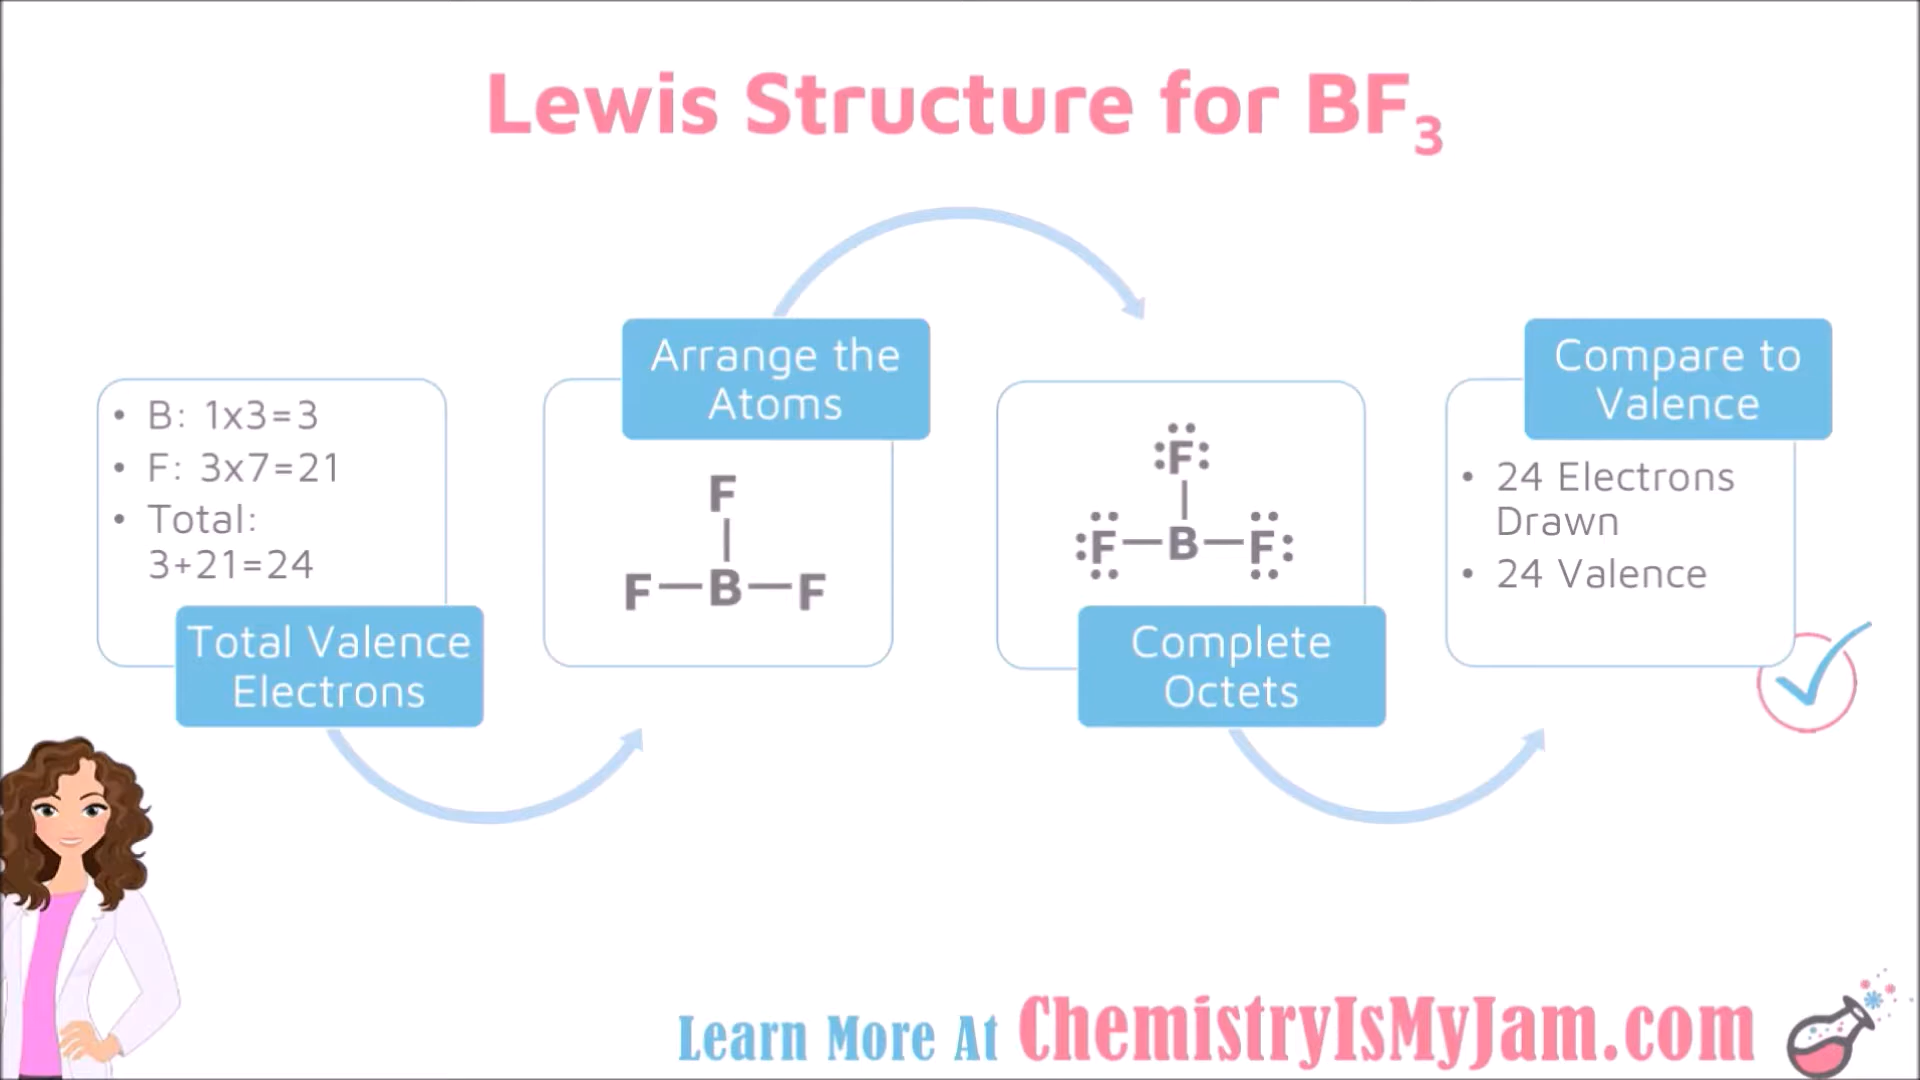 Lewis Structure for BF3
• B: 1x3=3
• F: 3x7=21
• Total:
3+21=24
Total Valence
Electrons
Arrange the
Atoms
F
F—B—F
:F:
:F—B—F:
Complete
Octets
Compare to
Valence
• 24 Electrons
Drawn
• 24 Valence
Learn More At ChemistryIsMyJam.com